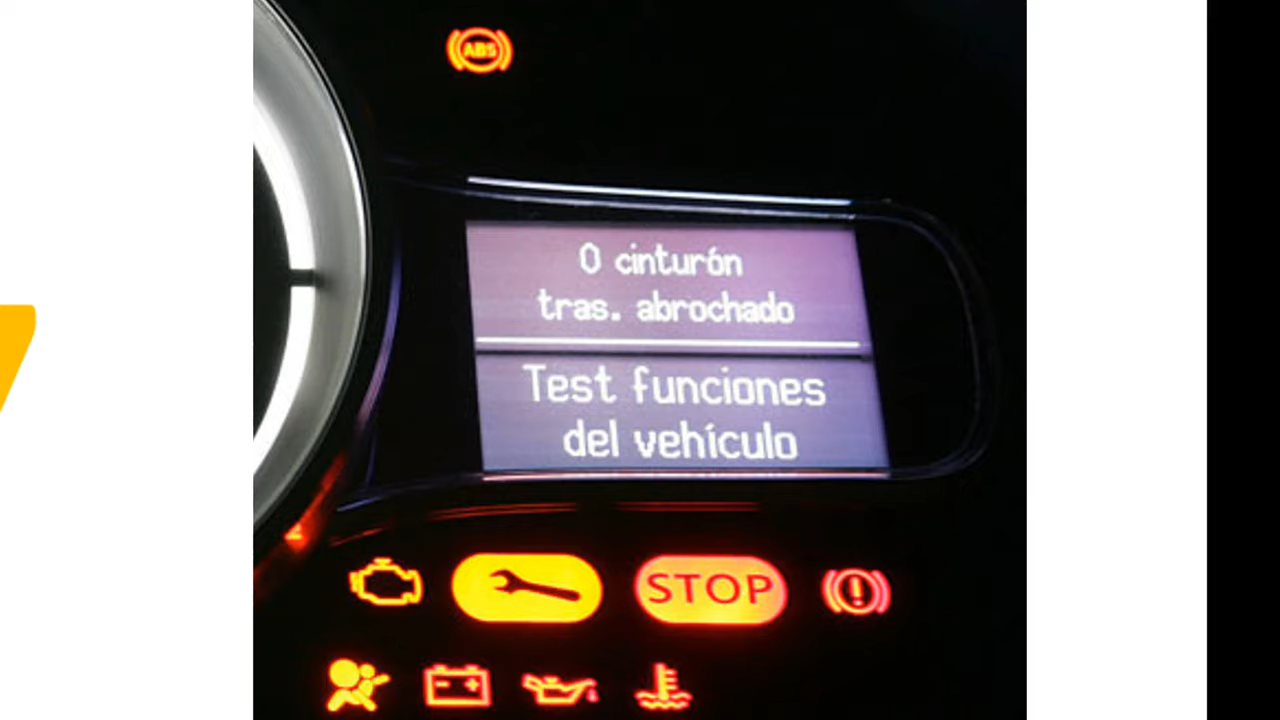 ABS
0 cinturón
tras. abrochado
Test funciones
del vehículo
STOP